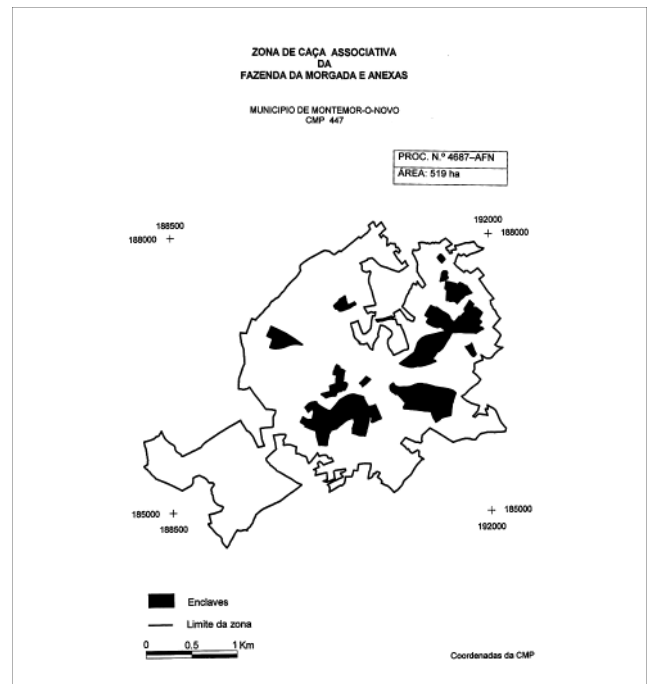 ZONA DE CAÇA ASSOCIATIVA
DA
FAZENDA DA MORGADA E ANEXAS
MUNICIPIO DE MONTEMOR-O-NOVO
CMP 447
PROC. N.º 4687–AFN
ÁREA: 519 ha
188500
188000
192000
188000
185000
188500
185000
192000
Enclaves
Limite da zona
0 0.5 1 Km
Coordenadas da CMP